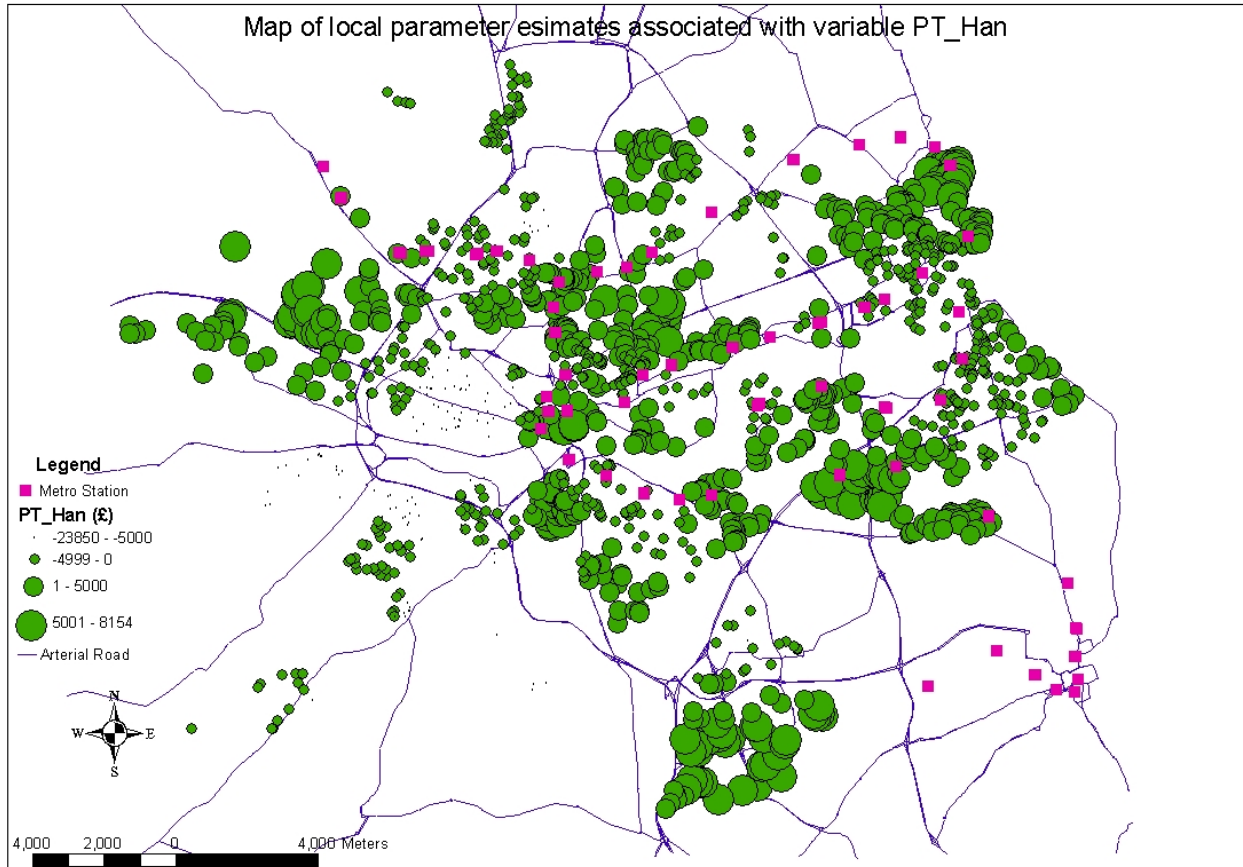 Map of local parameter esimates associated with variable PT_Han
Legend
Metro Station
PT_Han (£)
-23850 - -5000
-4999 - 0
1 - 5000
5001 - 8154
Arterial Road
N
W E
S
4,000 2,000 0 4,000 Meters